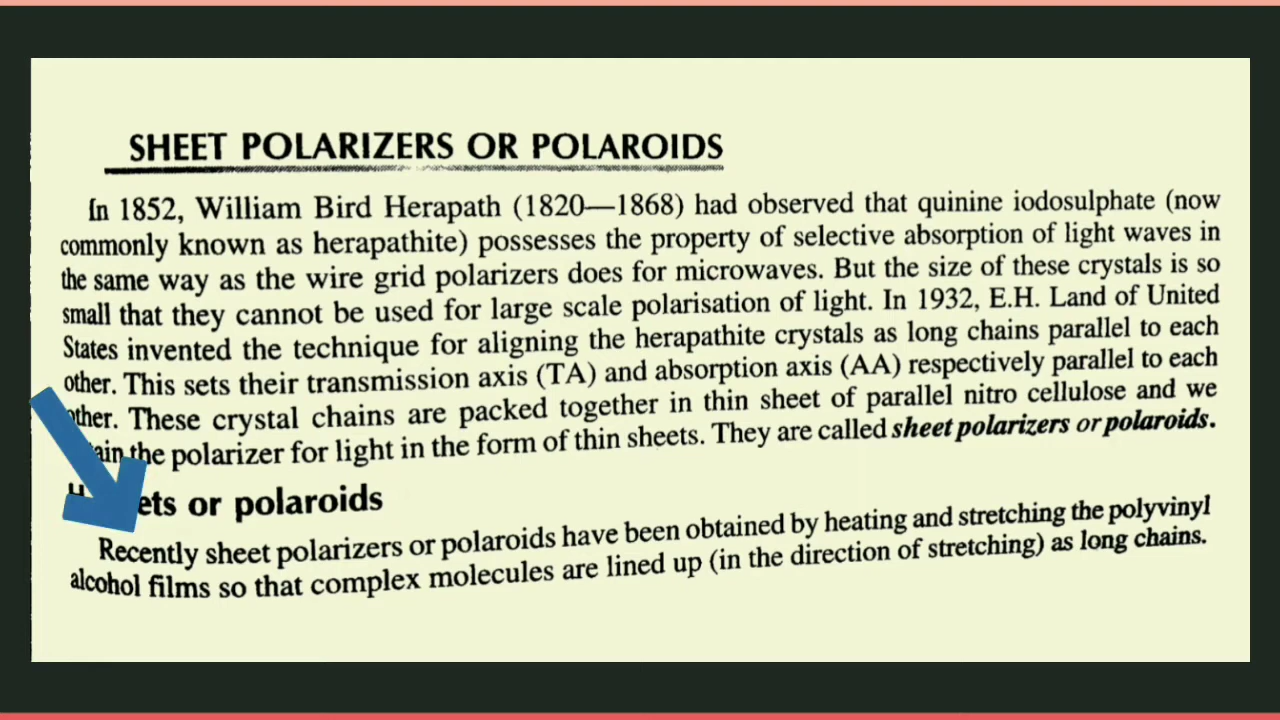 SHEET POLARIZERS OR POLAROIDS
In 1852, William Bird Herapath (1820—1868) had observed that quinine iodosulphate (now
commonly known as herapathite) possesses the property of selective absorption of light waves in
the same way as the wire grid polarizers does for microwaves. But the size of these crystals is so
small that they cannot be used for large scale polarisation of light. In 1932, E.H. Land of United
States invented the technique for aligning the herapathite crystals as long chains parallel to each
other. This sets their transmission axis (TA) and absorption axis (AA) respectively parallel to each
other. These crystal chains are packed together in thin sheet of parallel nitro cellulose and we
the polarizer for light in the form of thin sheets. They are called sheet polarizers or polaroids.
or polaroids
Recently sheet polarizers or polaroids have been obtained by heating and stretching the polyvinyl
alcohol films so that complex molecules are lined up (in the direction of stretching) as long chains.